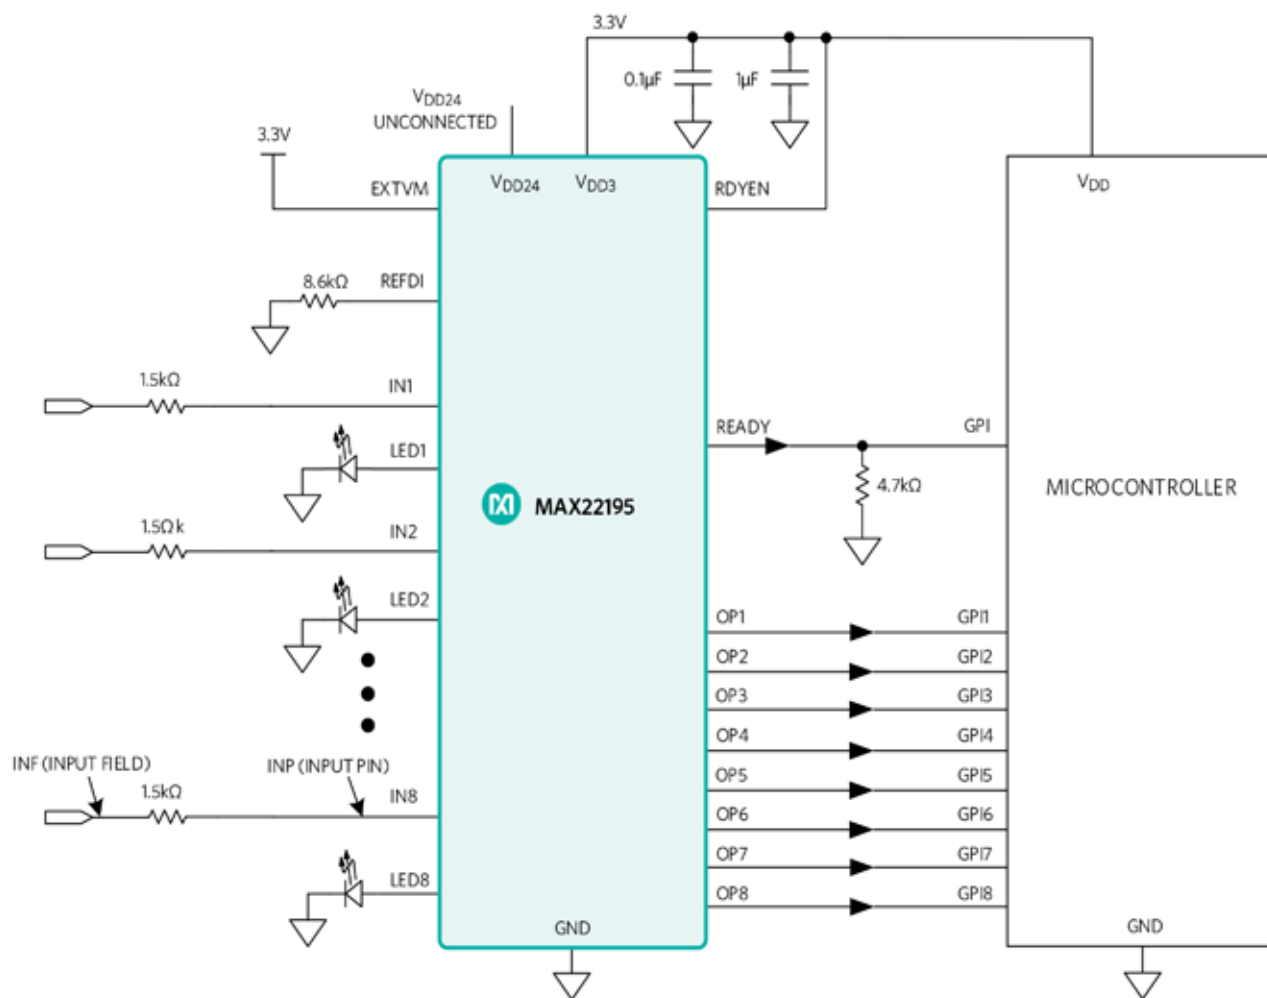 3.3V
0.1µF
1µF
VDD24
UNCONNECTED
3.3V
EXTVM
VDD24
VDD3
RDYEN
VDD
8.6kΩ
REFDI
1.5kΩ
IN1
LED1
READY
GPI
4.7kΩ
MICROCONTROLLER
MAX22195
1.5Ωk
IN2
LED2
OP1
GPI1
OP2
GPI2
OP3
GPI3
OP4
GPI4
INF (INPUT FIELD)
INP (INPUT PIN)
OP5
GPI5
1.5kΩ
IN8
OP6
GPI6
OP7
GPI7
LED8
OP8
GPI8
GND
GND